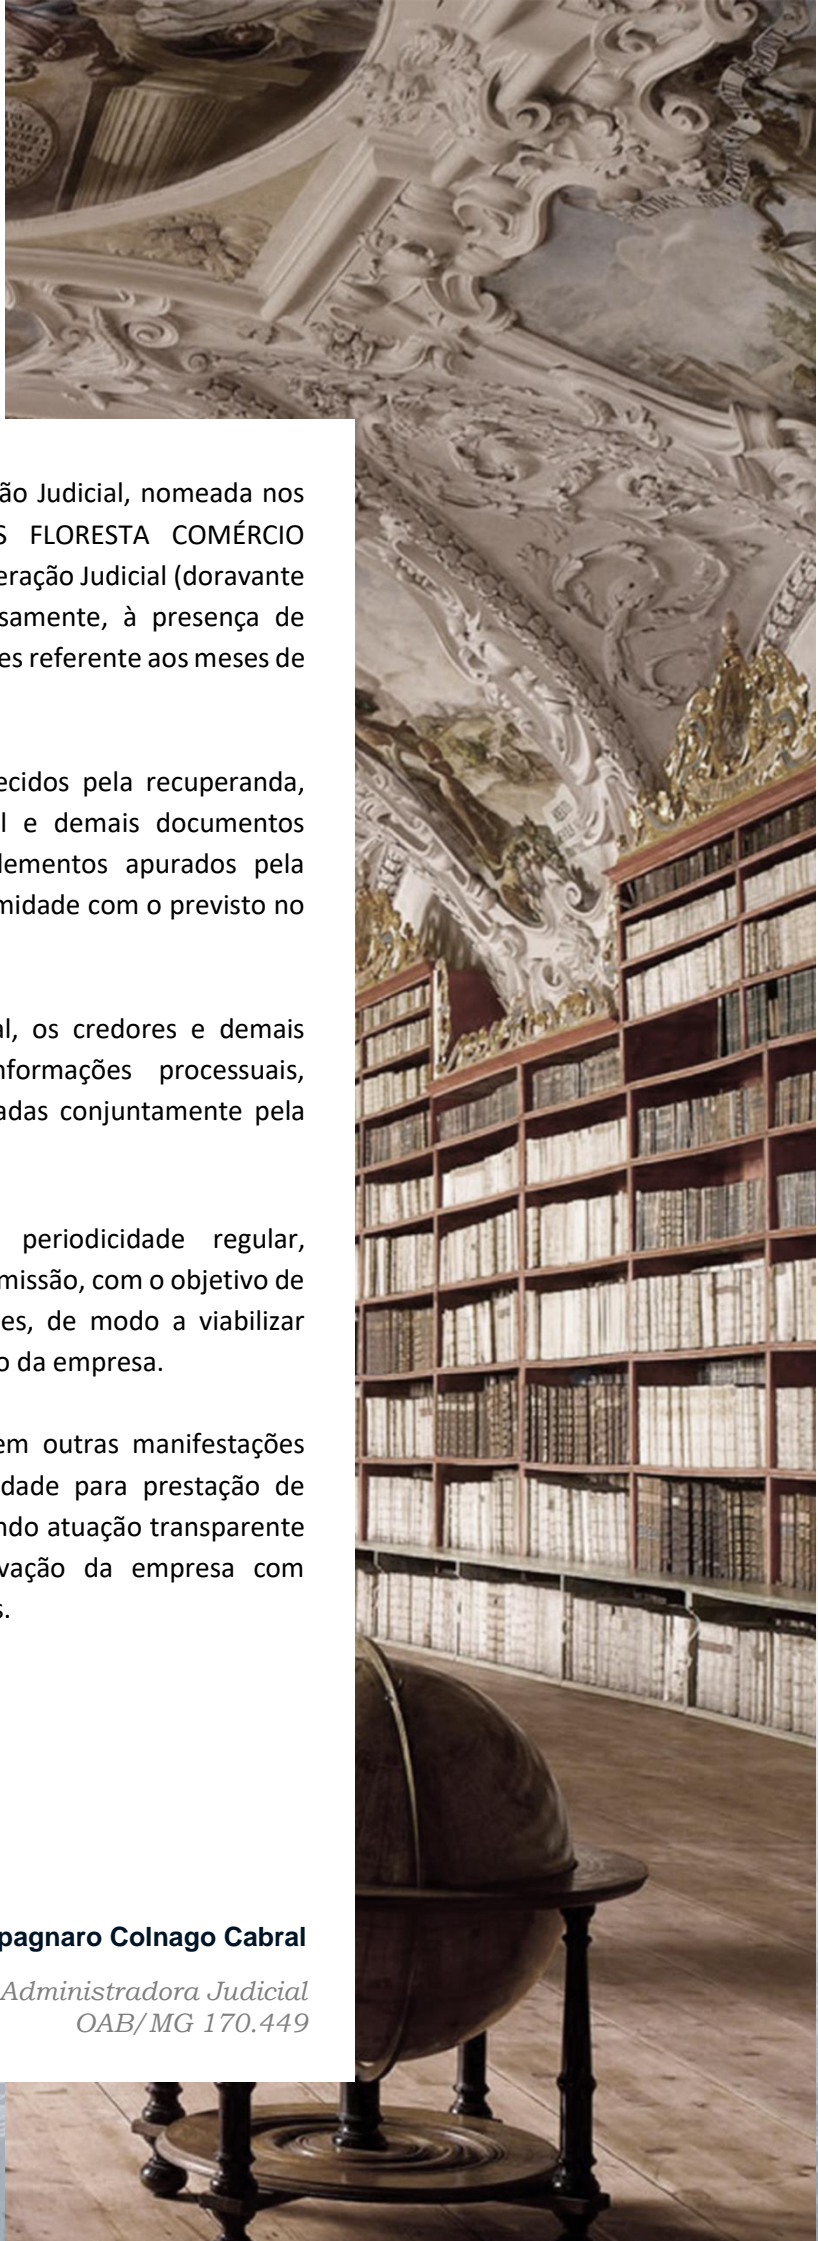 ão Judicial, nomeada nos
S FLORESTA COMÉRCIO
eração Judicial (doravante
samente, à presença de
es referente aos meses de
ecidos pela recuperanda,
l e demais documentos
lementos apurados pela
midade com o previsto no
al, os credores e demais
nformações processuais,
adas conjuntamente pela
periodicidade regular,
missão, com o objetivo de
es, de modo a viabilizar
o da empresa.
em outras manifestações
dade para prestação de
ndo atuação transparente
vação da empresa com
s.
pagnaro Colnago Cabral
Administradora Judicial
OAB/MG 170.449